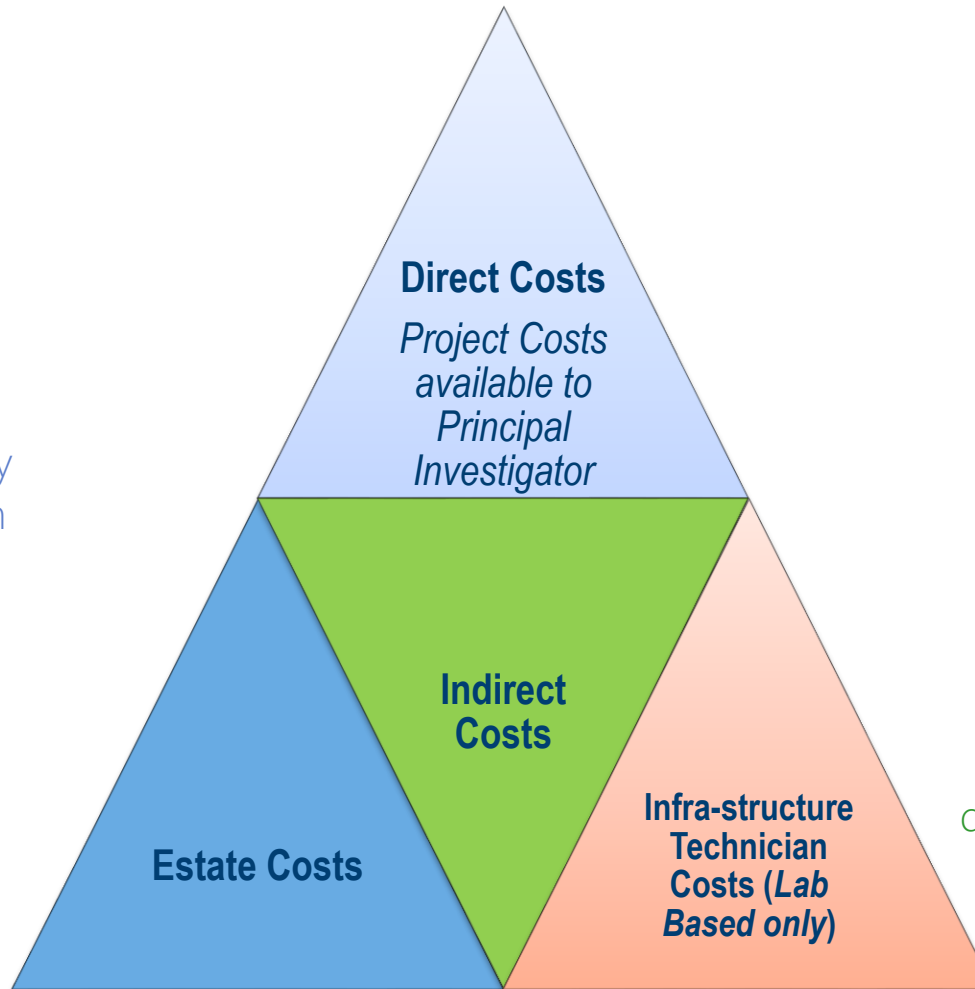 Direct Costs
Project Costs
available to
Principal
Investigator
Indirect
Costs
Estate Costs
Infra-structure
Technician
Costs (Lab
Based only)